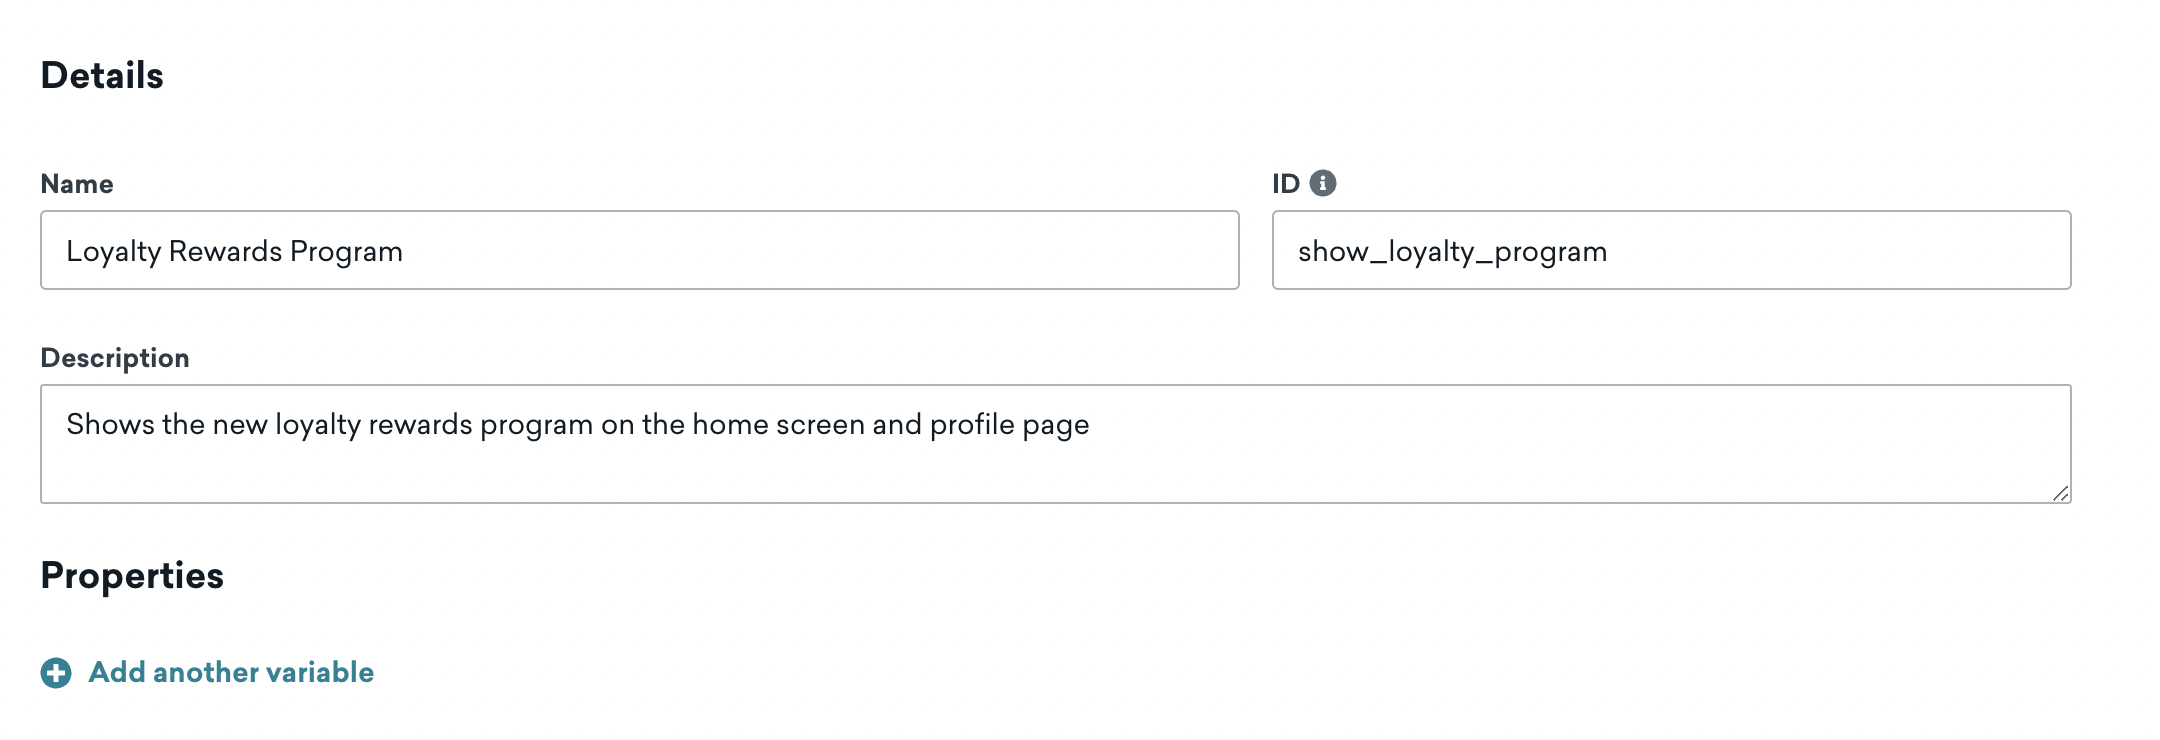 Details
Name
ID
Loyalty Rewards Program
show_loyalty_program
Description
Shows the new loyalty rewards program on the home screen and profile page
Properties
Add another variable